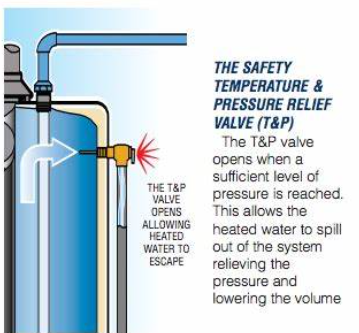 THE SAFETY
TEMPERATURE &
PRESSURE RELIEF
VALVE (T&P)
The T&P valve
opens when a
sufficient level of
pressure is reached.
This allows the
heated water to spill
out of the system
relieving the
pressure and
lowering the volume
THE T&P
VALVE
OPENS
ALLOWING
HEATED
WATER TO
ESCAPE